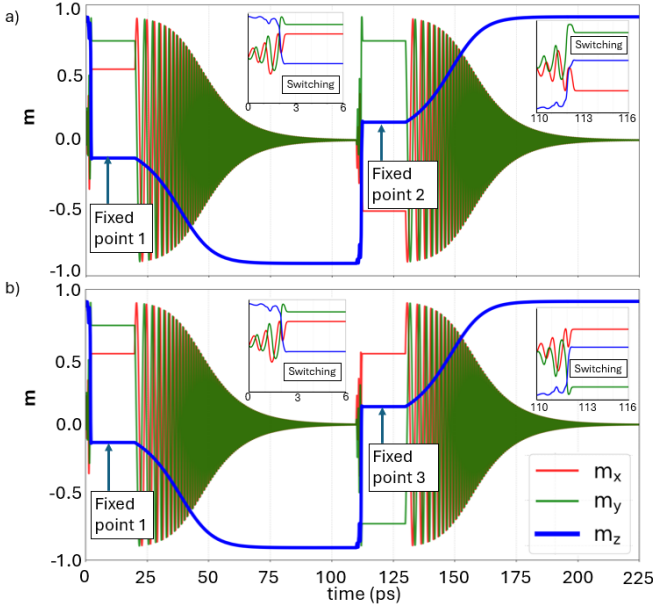 a)
1.0
0.5
0.0
-0.5
-1.0
m
Fixed
point 1
Switching
0 3 6
Fixed
point 2
Switching
110 113 116
b)
1.0
0.5
0.0
-0.5
-1.0
m
Fixed
point 1
Switching
0 3 6
Fixed
point 3
Switching
110 113 116
m_x
m_y
m_z
0 25 50 75 100 125 150 175 200 225
time (ps)